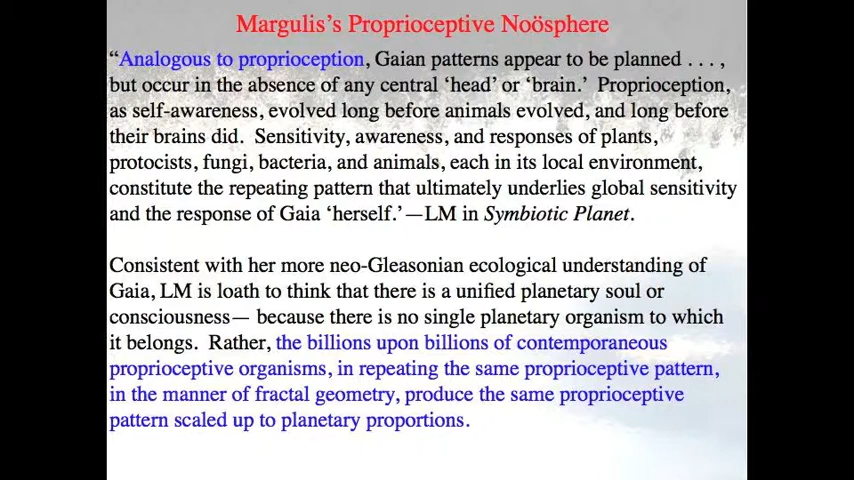 Margulis's Proprioceptive Noösphere
“Analogous to proprioception, Gaian patterns appear to be planned . . . ,
but occur in the absence of any central ‘head’ or ‘brain.’  Proprioception,
as self-awareness, evolved long before animals evolved, and long before
their brains did.  Sensitivity, awareness, and responses of plants,
protocists, fungi, bacteria, and animals, each in its local environment,
constitute the repeating pattern that ultimately underlies global sensitivity
and the response of Gaia ‘herself.’—LM in Symbiotic Planet.
Consistent with her more neo-Gleasonian ecological understanding of
Gaia, LM is loath to think that there is a unified planetary soul or
consciousness— because there is no single planetary organism to which
it belongs.  Rather, the billions upon billions of contemporaneous
proprioceptive organisms, in repeating the same proprioceptive pattern,
in the manner of fractal geometry, produce the same proprioceptive
pattern scaled up to planetary proportions.